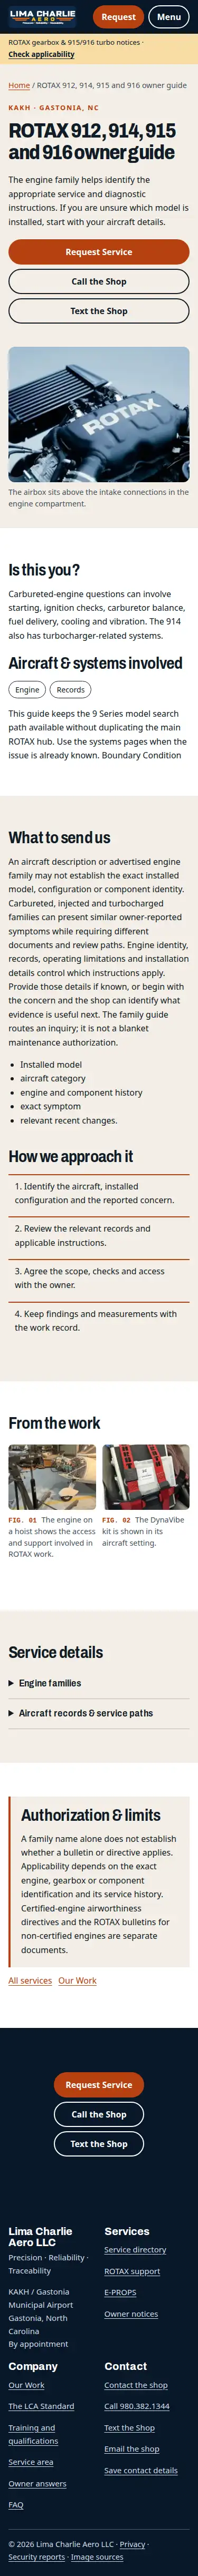 LIMA CHARLIE
AERO
Request
Menu
ROTAX gearbox & 915/916 turbo notices ·
Check applicability
Home / ROTAX 912, 914, 915 and 916 owner guide
KAKH · GASTONIA, NC
ROTAX 912, 914, 915
and 916 owner guide
The engine family helps identify the
appropriate service and diagnostic
instructions. If you are unsure which model is
installed, start with your aircraft details.
Request Service
Call the Shop
Text the Shop
ROTAX
The airbox sits above the intake connections in the
engine compartment.
Is this you?
Carbureted-engine questions can involve
starting, ignition checks, carburetor balance,
fuel delivery, cooling and vibration. The 914
also has turbocharger-related systems.
Aircraft & systems involved
Engine
Records
This guide keeps the 9 Series model search
path available without duplicating the main
ROTAX hub. Use the systems pages when the
issue is already known. Boundary Condition
What to send us
An aircraft description or advertised engine
family may not establish the exact installed
model, configuration or component identity.
Carbureted, injected and turbocharged
families can present similar owner-reported
symptoms while requiring different
documents and review paths. Engine identity,
records, operating limitations and installation
details control which instructions apply.
Provide those details if known, or begin with
the concern and the shop can identify what
evidence is useful next. The family guide
routes an inquiry; it is not a blanket
maintenance authorization.
• Installed model
• aircraft category
• engine and component history
• exact symptom
• relevant recent changes.
How we approach it
1. Identify the aircraft, installed
configuration and the reported concern.
2. Review the relevant records and
applicable instructions.
3. Agree the scope, checks and access
with the owner.
4. Keep findings and measurements with
the work record.
From the work
FIG. 01 The engine on
a hoist shows the access
and support involved in
ROTAX work.
FIG. 02 The DynaVibe
kit is shown in its
aircraft setting.
Service details
Engine families
Aircraft records & service paths
Authorization & limits
A family name alone does not establish
whether a bulletin or directive applies.
Applicability depends on the exact
engine, gearbox or component
identification and its service history.
Certified-engine airworthiness
directives and the ROTAX bulletins for
non-certified engines are separate
documents.
All services Our Work
Request Service
Call the Shop
Text the Shop
Lima Charlie
Aero LLC
Precision · Reliability ·
Traceability
KAKH / Gastonia
Municipal Airport
Gastonia, North
Carolina
By appointment
Services
Service directory
ROTAX support
E-PROPS
Owner notices
Company
Our Work
The LCA Standard
Training and
qualifications
Service area
Owner answers
FAQ
Contact
Contact the shop
Call 980.382.1344
Text the Shop
Email the shop
Save contact details
© 2026 Lima Charlie Aero LLC · Privacy ·
Security reports · Image sources